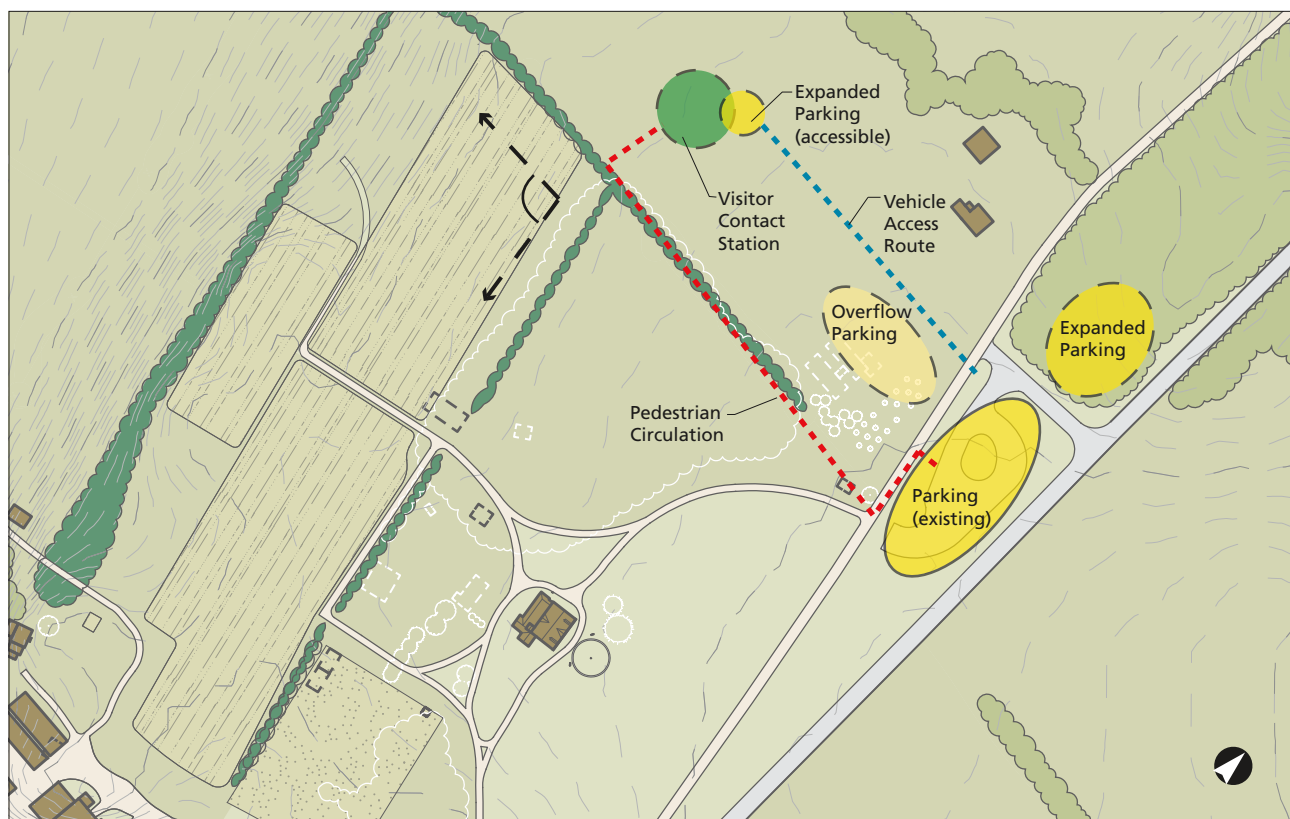 Expanded
Parking
(accessible)
Visitor
Contact
Station
Vehicle
Access
Route
Overflow
Parking
Expanded
Parking
Pedestrian
Circulation
Parking
(existing)